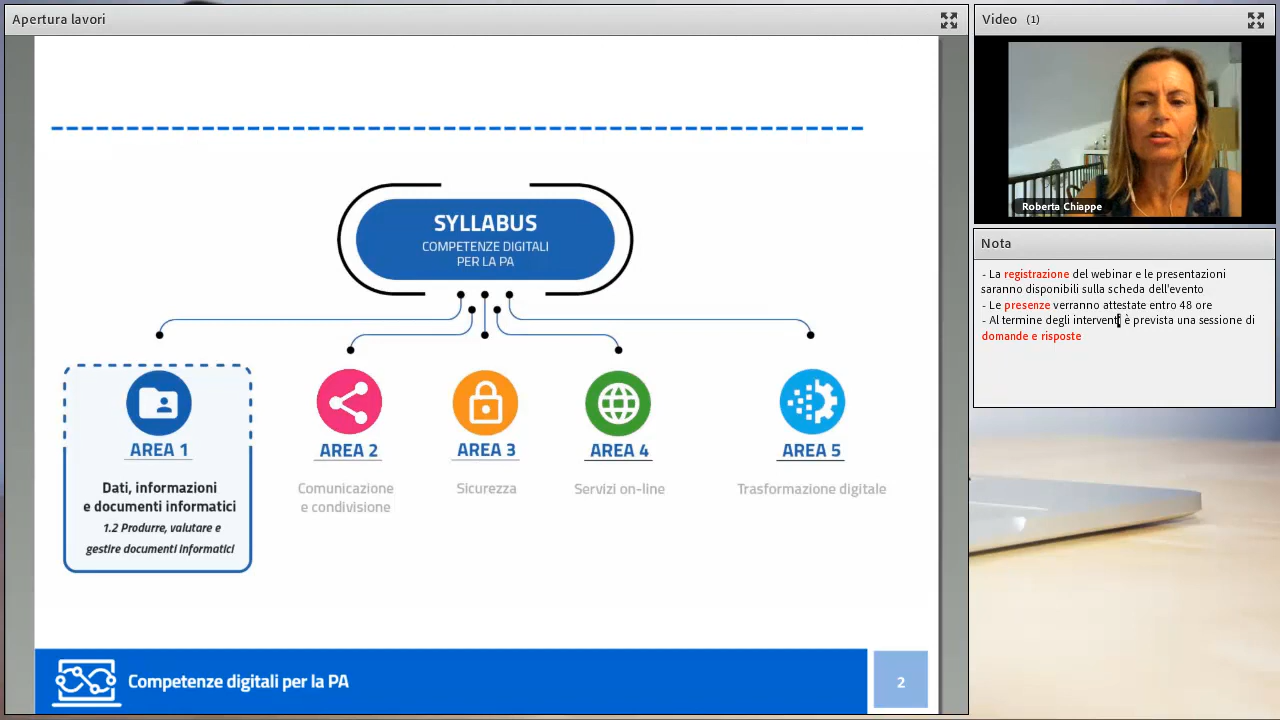 Apertura lavori
SYLLABUS
COMPETENZE DIGITALI
PER LA PA
AREA 1
Dati, informazioni
e documenti informatici
1.2 Produrre, valutare e
gestire documenti informatici
AREA 2
Comunicazione
e condivisione
AREA 3
Sicurezza
AREA 4
Servizi on-line
AREA 5
Trasformazione digitale
Competenze digitali per la PA
2
Video (1)
Roberta Chiappe
Nota
- La registrazione del webinar e le presentazioni
saranno disponibili sulla scheda dell'evento
- Le presenze verranno attestate entro 48 ore
- Al termine degli interventi è prevista una sessione di
domande e risposte